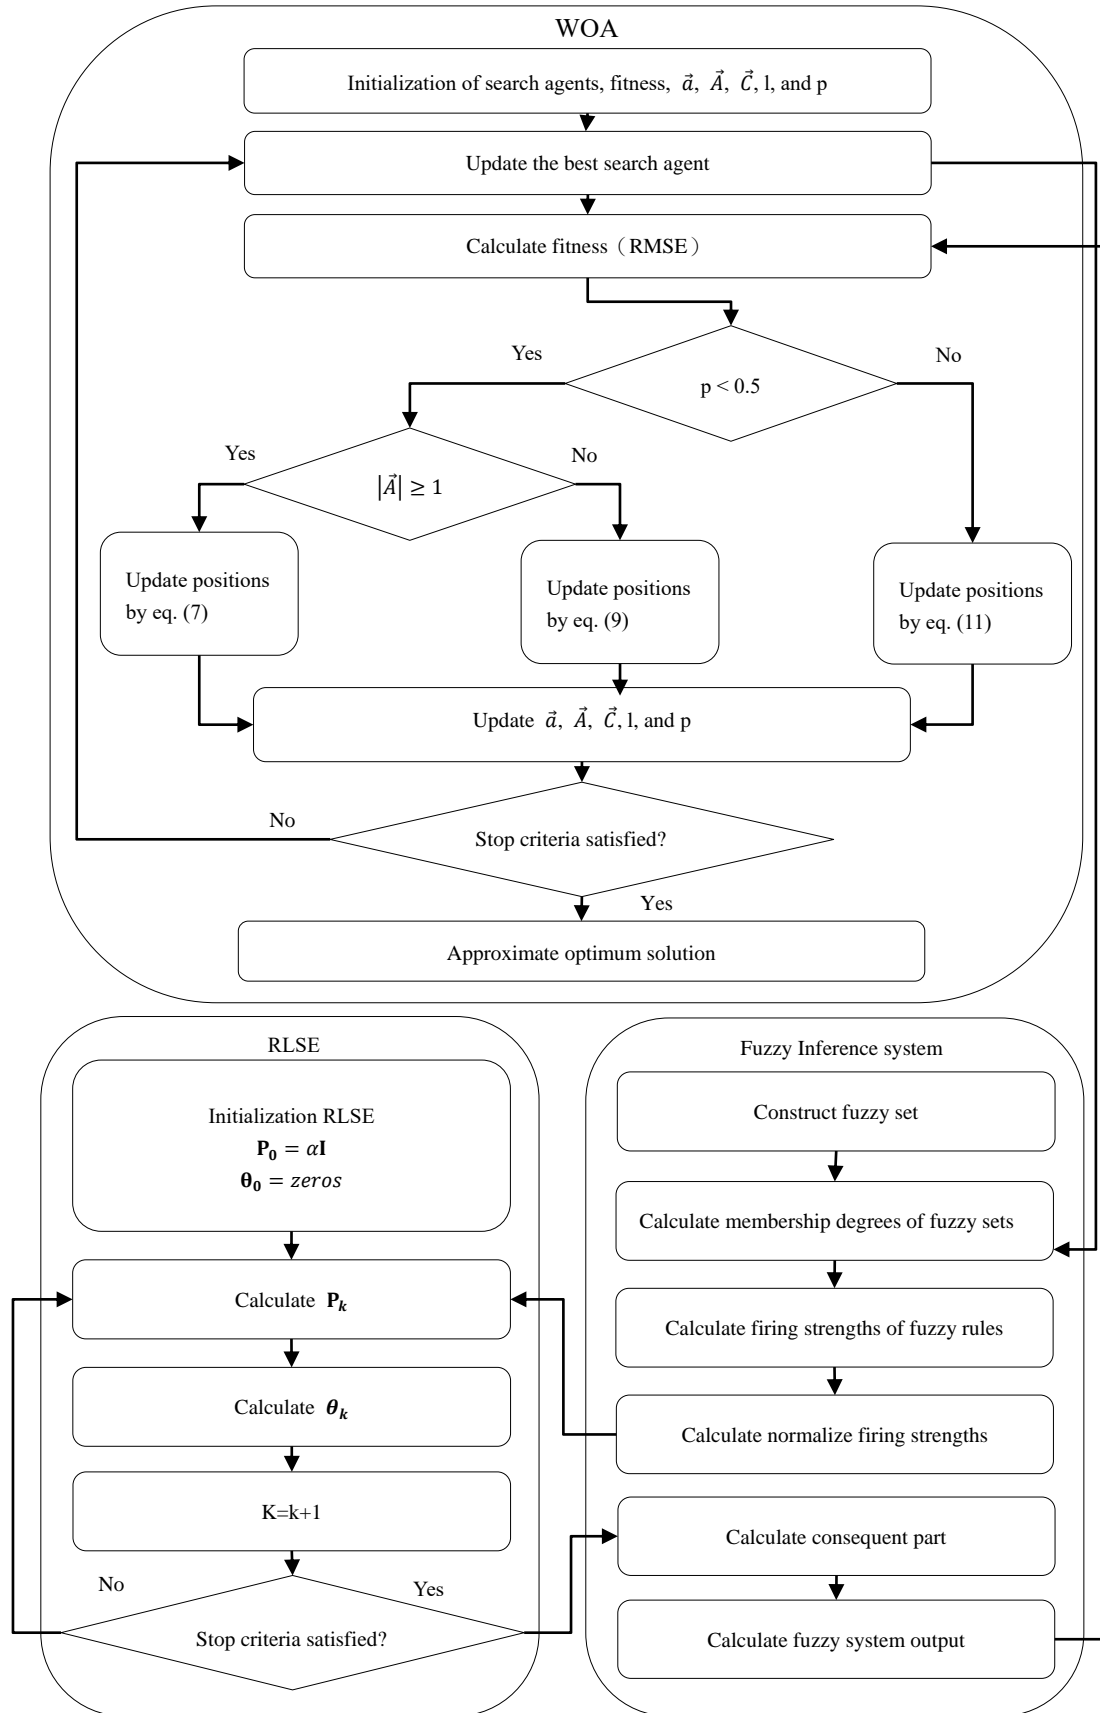 WOA
Initialization of search agents, fitness, a⃗, A⃗, C⃗, l, and p
Update the best search agent
Calculate fitness（RMSE）
Yes
No
p < 0.5
Yes
No
|A⃗| ≥ 1
Update positions
by eq. (7)
Update positions
by eq. (9)
Update positions
by eq. (11)
Update a⃗, A⃗, C⃗, l, and p
No
Stop criteria satisfied?
Yes
Approximate optimum solution
RLSE
Initialization RLSE
P₀ = αI
θ₀ = zeros
Calculate Pₖ
Calculate θₖ
K=k+1
No
Yes
Stop criteria satisfied?
Fuzzy Inference system
Construct fuzzy set
Calculate membership degrees of fuzzy sets
Calculate firing strengths of fuzzy rules
Calculate normalize firing strengths
Calculate consequent part
Calculate fuzzy system output